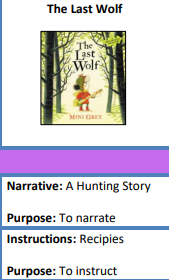 The Last Wolf
The
Last
Wolf
MINI GREY
Narrative: A Hunting Story
Purpose: To narrate
Instructions: Recipies
Purpose: To instruct